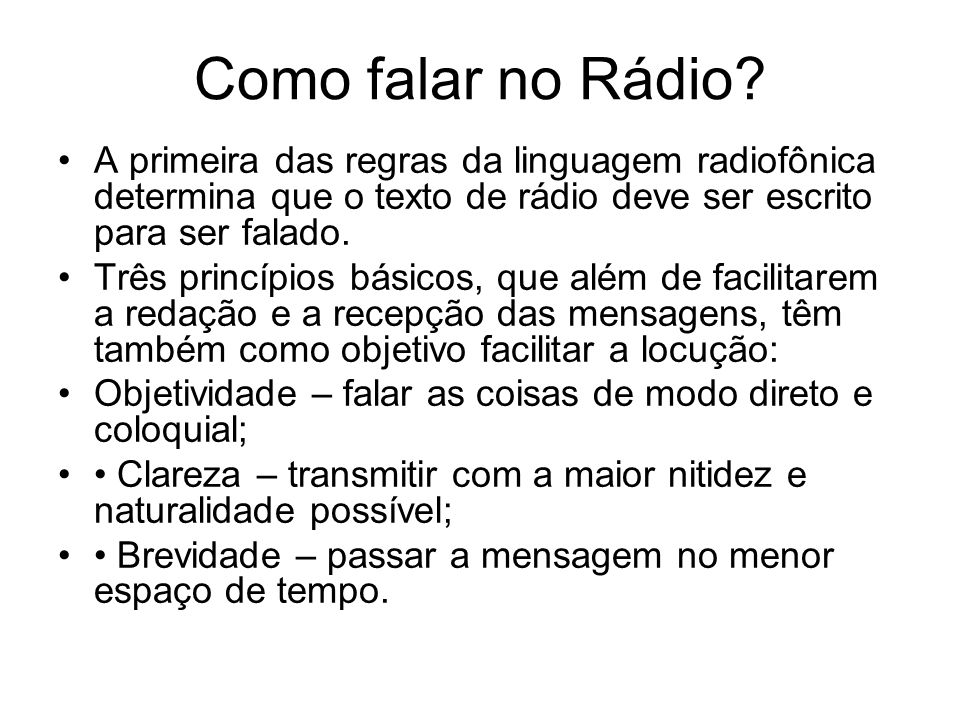 Como falar no Rádio?
• A primeira das regras da linguagem radiofônica
determina que o texto de rádio deve ser escrito
para ser falado.
• Três princípios básicos, que além de facilitarem
a redação e a recepção das mensagens, têm
também como objetivo facilitar a locução:
• Objetividade – falar as coisas de modo direto e
coloquial;
• • Clareza – transmitir com a maior nitidez e
naturalidade possível;
• • Brevidade – passar a mensagem no menor
espaço de tempo.